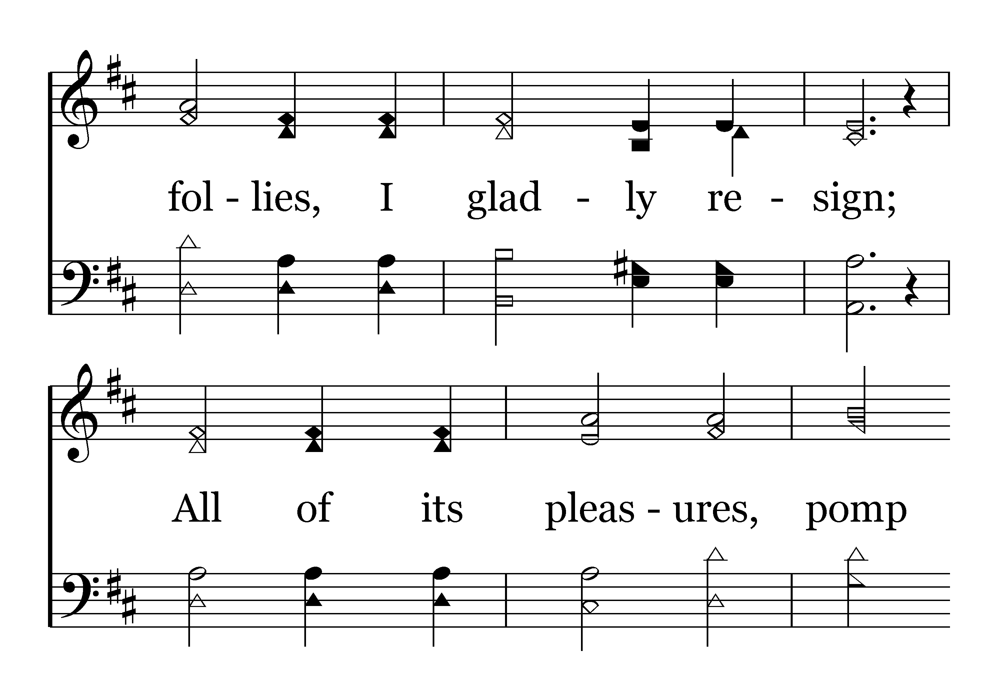 fol - lies, I glad - ly re - sign;
All of its pleas - ures, pomp